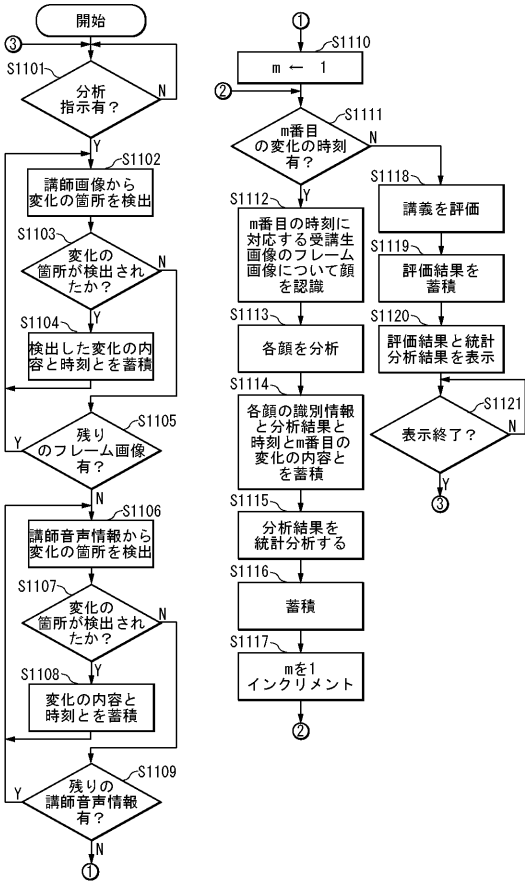 開始
③
S1101
分析
指示有？
N
Y
S1102
講師画像から
変化の箇所を検出
S1103
変化の
箇所が検出され
たか？
N
Y
S1104
検出した変化の内
容と時刻とを蓄積
S1105
残り
のフレーム画像
有？
Y
N
S1106
講師音声情報から
変化の箇所を検出
S1107
変化の
箇所が検出され
たか？
N
Y
S1108
変化の内容と
時刻とを蓄積
S1109
残りの
講師音声情報
有？
Y
N
①
①
S1110
m ← 1
②
S1111
m番目
の変化の時刻
有？
N
Y
S1112
m番目の時刻に
対応する受講生
画像のフレーム
画像について顔
を認識
S1113
各顔を分析
S1114
各顔の識別情報
と分析結果と
時刻とm番目の
変化の内容と
を蓄積
S1115
分析結果を
統計分析する
S1116
蓄積
S1117
mを1
インクリメント
②
S1118
講義を評価
S1119
評価結果を
蓄積
S1120
評価結果と統計
分析結果を表示
S1121
表示終了？
N
Y
③